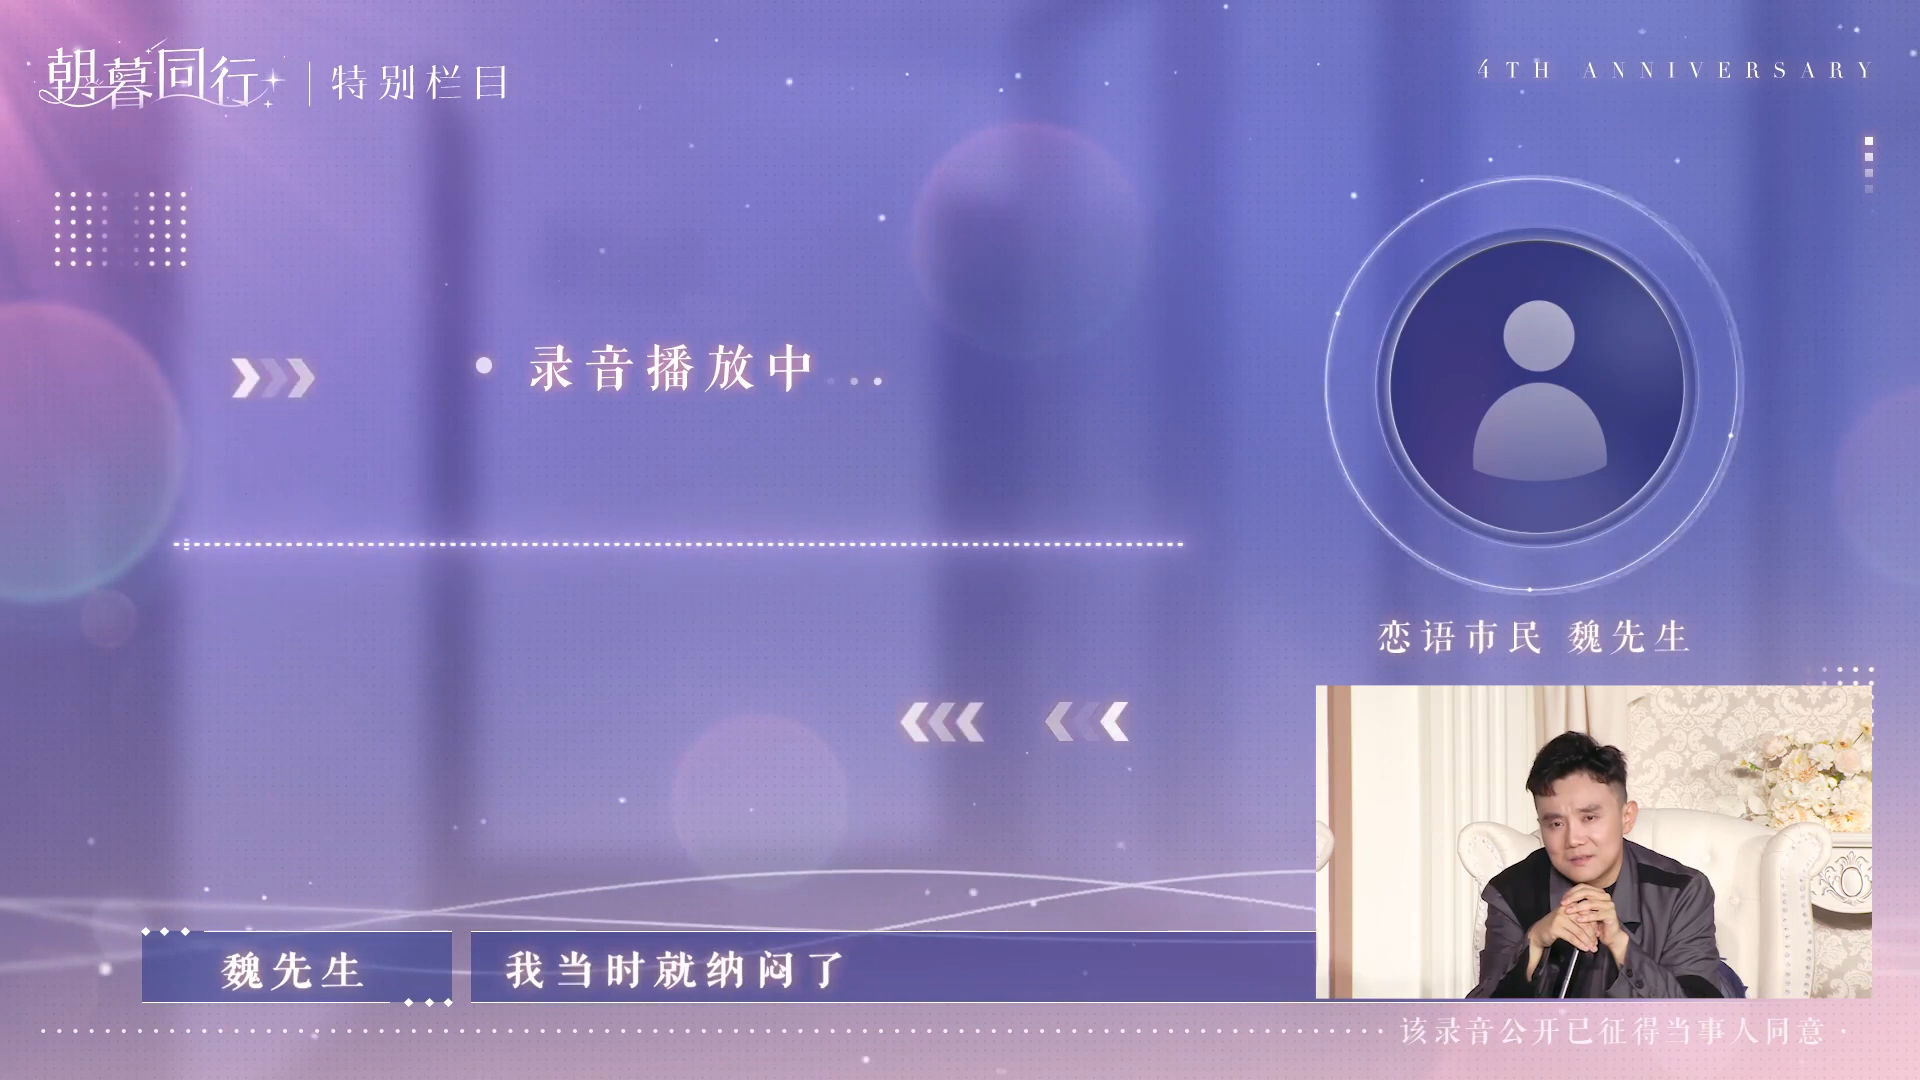 朝暮同行 | 特别栏目
4TH ANNIVERSARY
• 录音播放中...
恋语市民 魏先生
魏先生
我当时就纳闷了
该录音公开已征得当事人同意